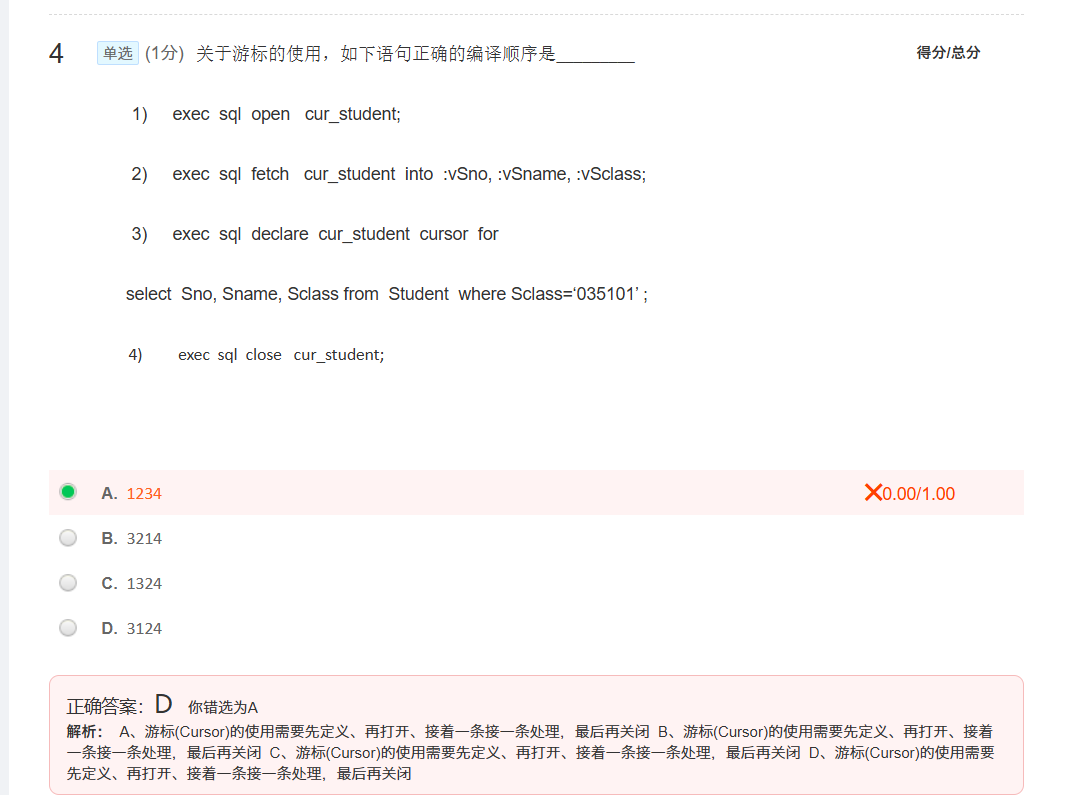 4 单选 (1分) 关于游标的使用，如下语句正确的编译顺序是_________ 得分/总分
1) exec sql open cur_student;
2) exec sql fetch cur_student into :vSno, :vSname, :vSclass;
3) exec sql declare cur_student cursor for
select Sno, Sname, Sclass from Student where Sclass=‘035101’ ;
4) exec sql close cur_student;
A. 1234 0.00/1.00
B. 3214
C. 1324
D. 3124
正确答案：D 你错选为A
解析： A、游标(Cursor)的使用需要先定义、再打开、接着一条接一条处理，最后再关闭 B、游标(Cursor)的使用需要先定义、再打开、接着
一条接一条处理，最后再关闭 C、游标(Cursor)的使用需要先定义、再打开、接着一条接一条处理，最后再关闭 D、游标(Cursor)的使用需要
先定义、再打开、接着一条接一条处理，最后再关闭